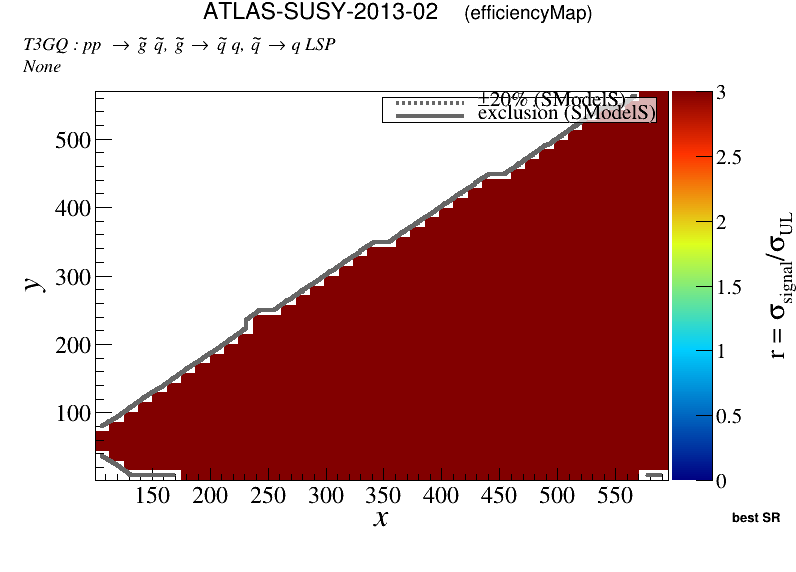 ATLAS-SUSY-2013-02 (efficiencyMap)
T3GQ : pp → g̃ q̃, g̃ → q̃ q, q̃ → q LSP
None
±20% (SModelS)
exclusion (SModelS)
500
400
300
200
100
y
150 200 250 300 350 400 450 500 550
x
3
2.5
2
1.5
1
0.5
0
r = σ_signal/σ_UL
best SR